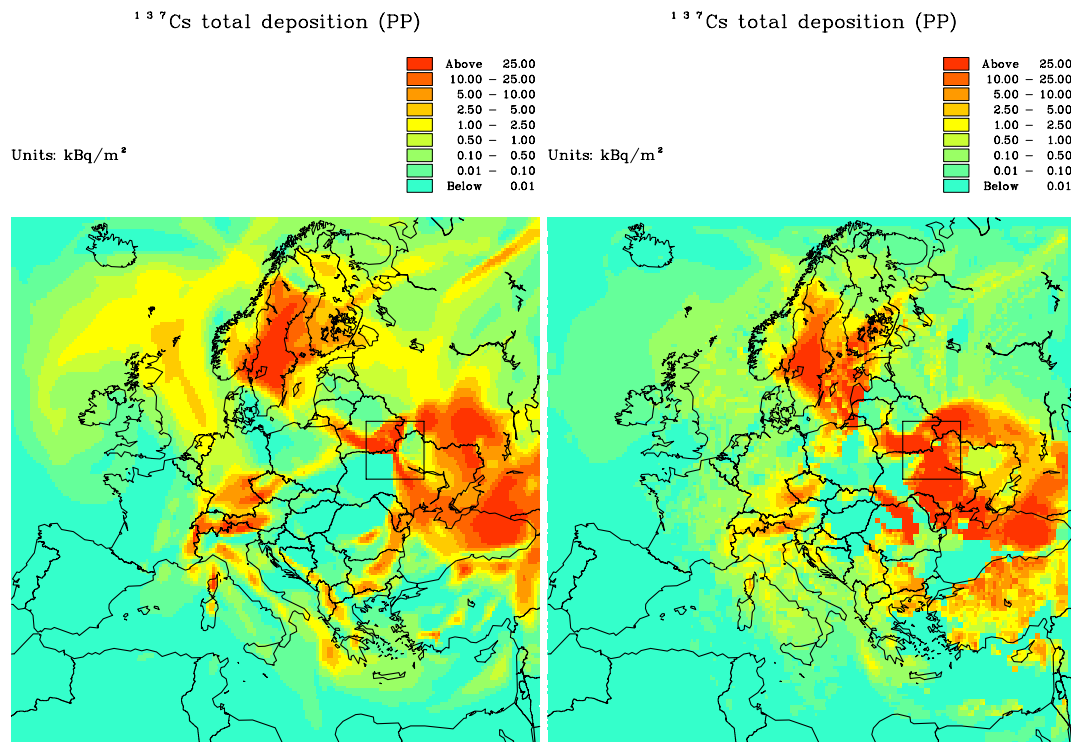 ¹³⁷Cs total deposition (PP)
Above 25.00
10.00 – 25.00
5.00 – 10.00
2.50 – 5.00
1.00 – 2.50
0.50 – 1.00
0.10 – 0.50
0.01 – 0.10
Below 0.01
Units: kBq/m²
¹³⁷Cs total deposition (PP)
Above 25.00
10.00 – 25.00
5.00 – 10.00
2.50 – 5.00
1.00 – 2.50
0.50 – 1.00
0.10 – 0.50
0.01 – 0.10
Below 0.01
Units: kBq/m²